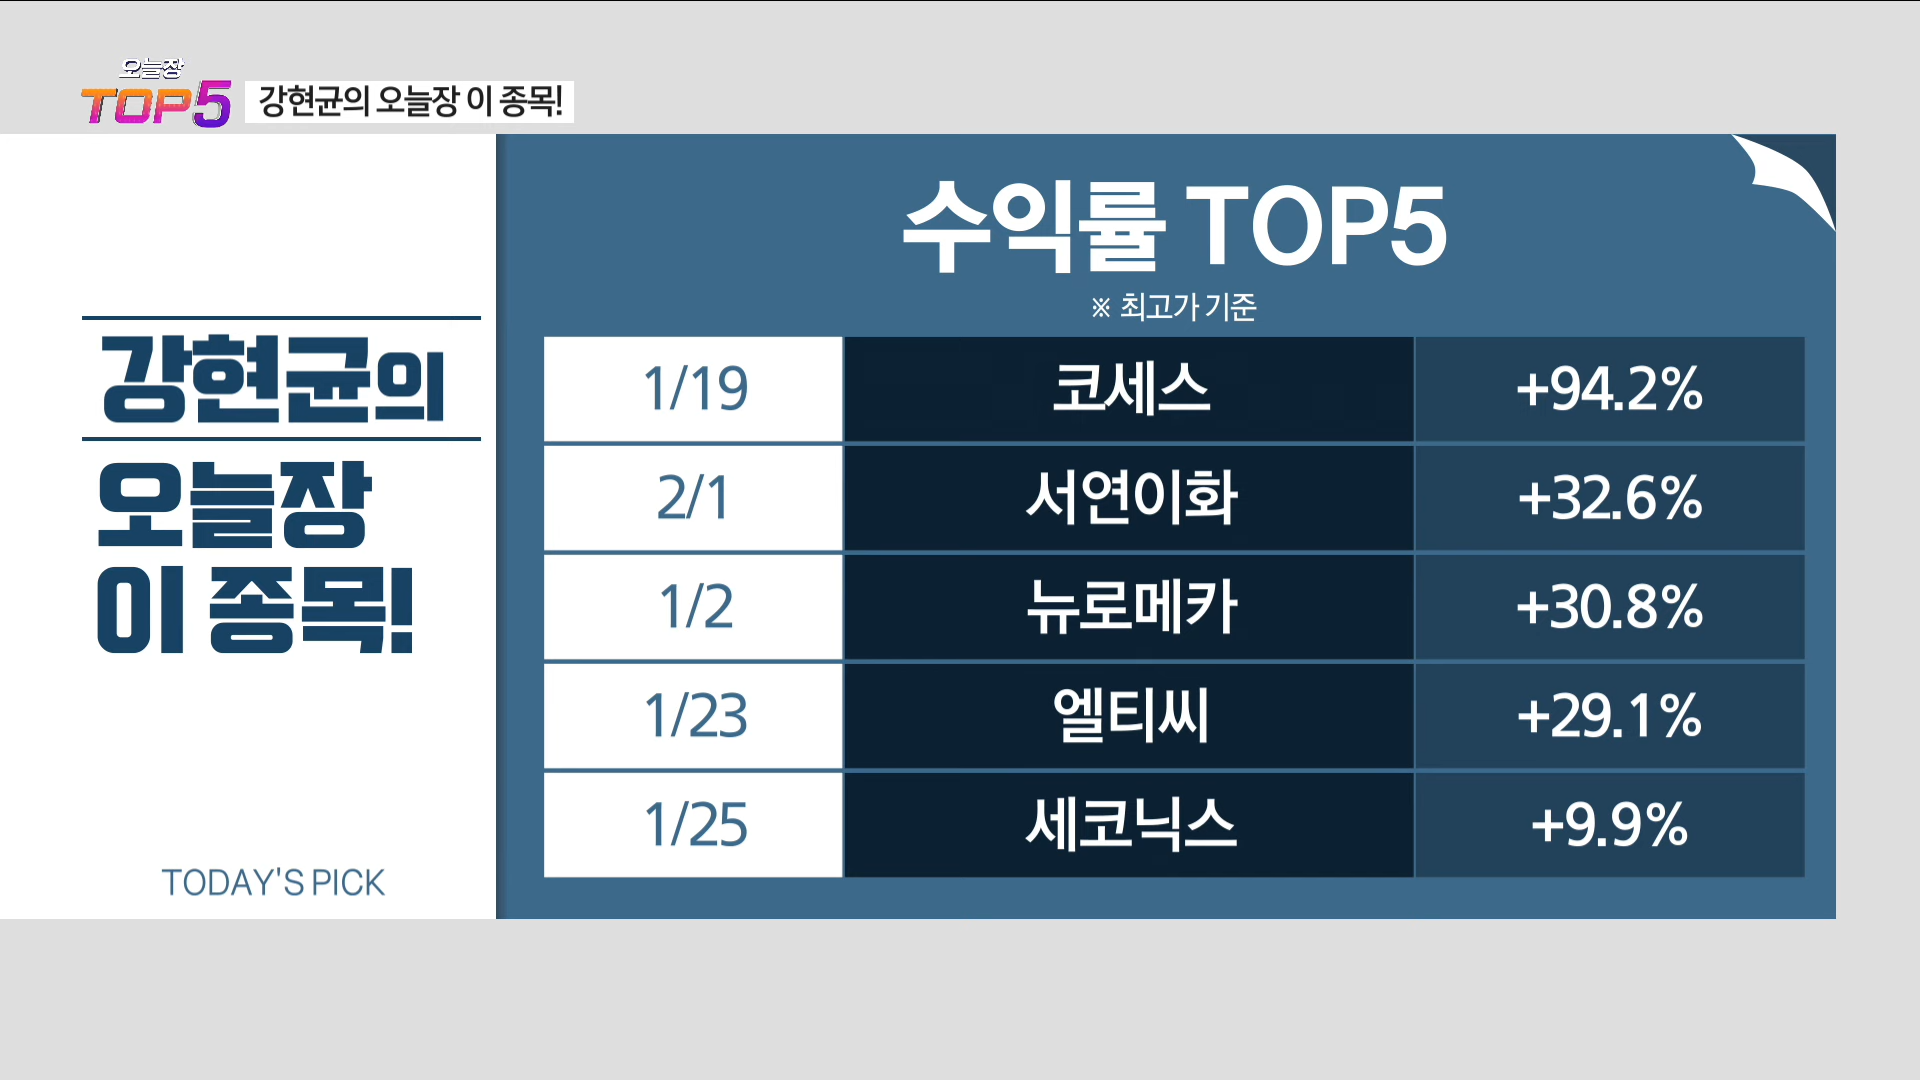 오늘장
TOP5
강현균의 오늘장 이 종목!
강현균의
오늘장
이 종목!
TODAY'S PICK
수익률 TOP5
※ 최고가 기준
1/19 코세스 +94.2%
2/1 서연이화 +32.6%
1/2 뉴로메카 +30.8%
1/23 엘티씨 +29.1%
1/25 세코닉스 +9.9%